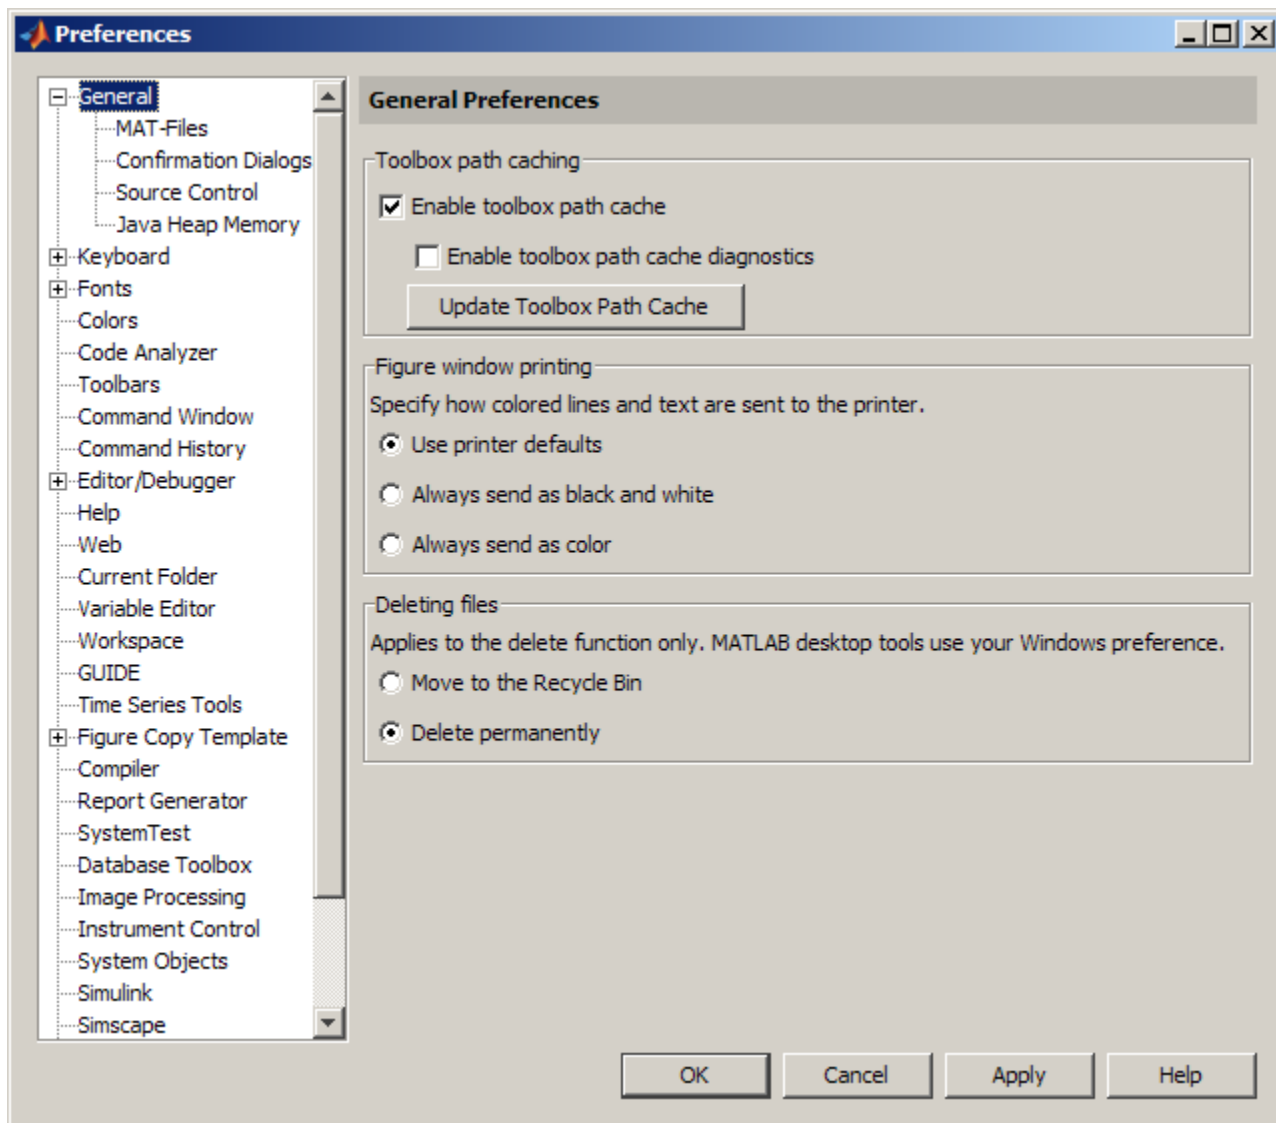 Preferences
General
MAT-Files
Confirmation Dialogs
Source Control
Java Heap Memory
Keyboard
Fonts
Colors
Code Analyzer
Toolbars
Command Window
Command History
Editor/Debugger
Help
Web
Current Folder
Variable Editor
Workspace
GUIDE
Time Series Tools
Figure Copy Template
Compiler
Report Generator
SystemTest
Database Toolbox
Image Processing
Instrument Control
System Objects
Simulink
Simscape
General Preferences
Toolbox path caching
Enable toolbox path cache
Enable toolbox path cache diagnostics
Update Toolbox Path Cache
Figure window printing
Specify how colored lines and text are sent to the printer.
Use printer defaults
Always send as black and white
Always send as color
Deleting files
Applies to the delete function only. MATLAB desktop tools use your Windows preference.
Move to the Recycle Bin
Delete permanently
OK Cancel Apply Help